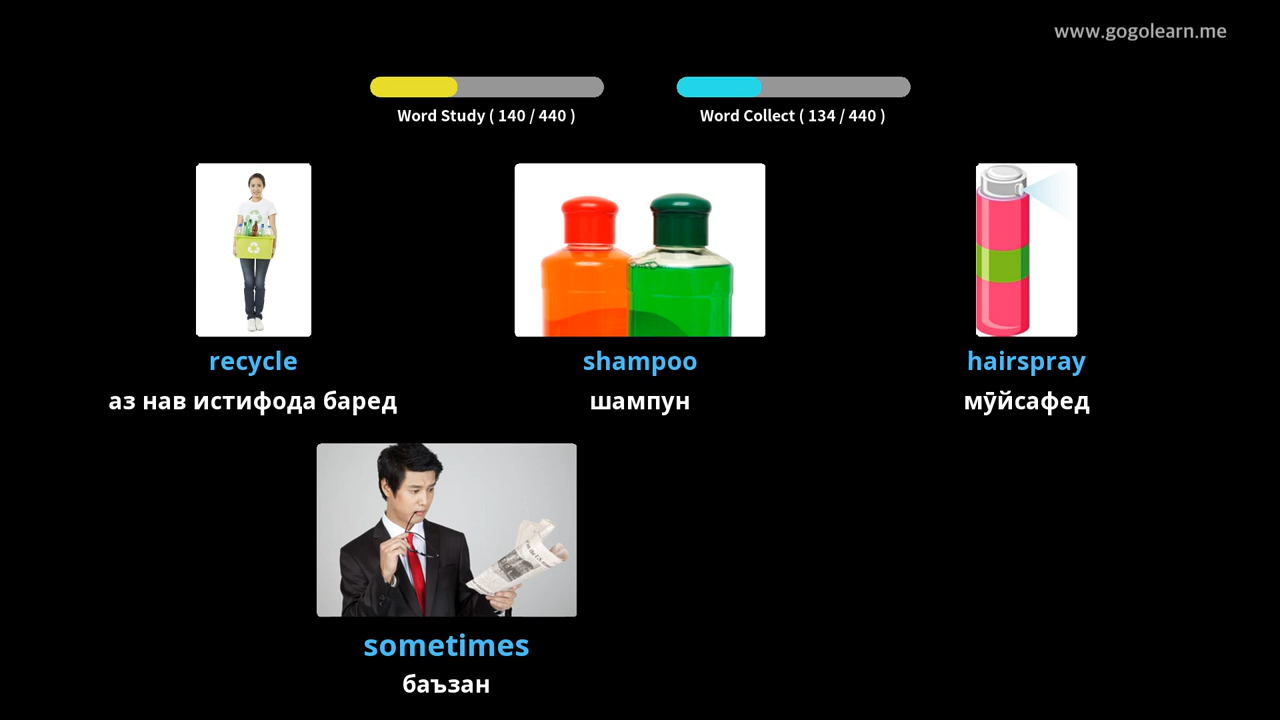 www.gogolearn.me
Word Study ( 140 / 440 )
Word Collect ( 134 / 440 )
recycle
shampoo
hairspray
аз нав истифода баред
шампун
мӯйсафед
sometimes
баъзан